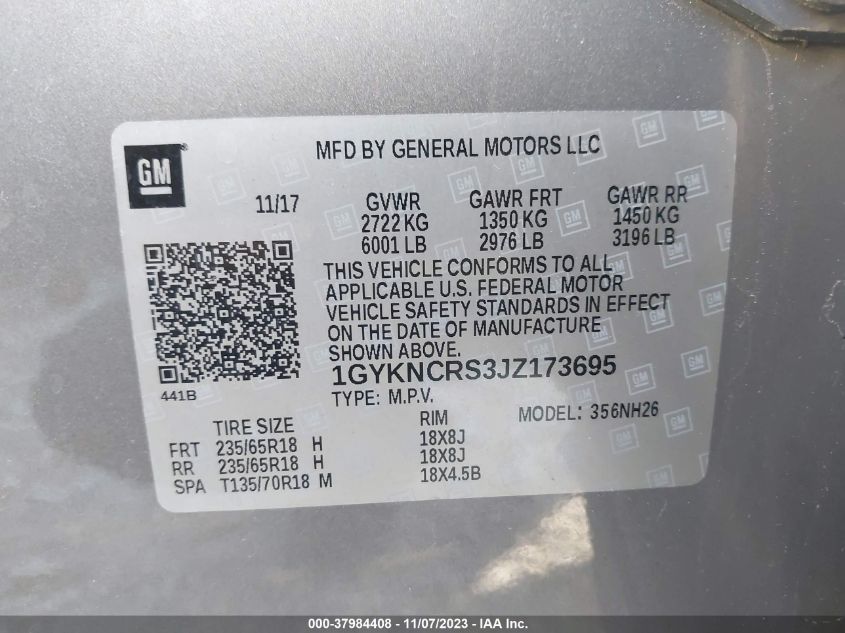 GM
MFD BY GENERAL MOTORS LLC
11/17 GVWR GAWR FRT GAWR RR
2722 KG 1350 KG 1450 KG
6001 LB 2976 LB 3196 LB
THIS VEHICLE CONFORMS TO ALL
APPLICABLE U.S. FEDERAL MOTOR
VEHICLE SAFETY STANDARDS IN EFFECT
ON THE DATE OF MANUFACTURE
SHOWN ABOVE.
1GYKNCRS3JZ173695
441B
TYPE: M.P.V. MODEL: 356NH26
TIRE SIZE RIM
FRT 235/65R18 H 18X8J
RR 235/65R18 H 18X8J
SPA T135/70R18 M 18X4.5B
000-37984408 - 11/07/2023 - IAA Inc.